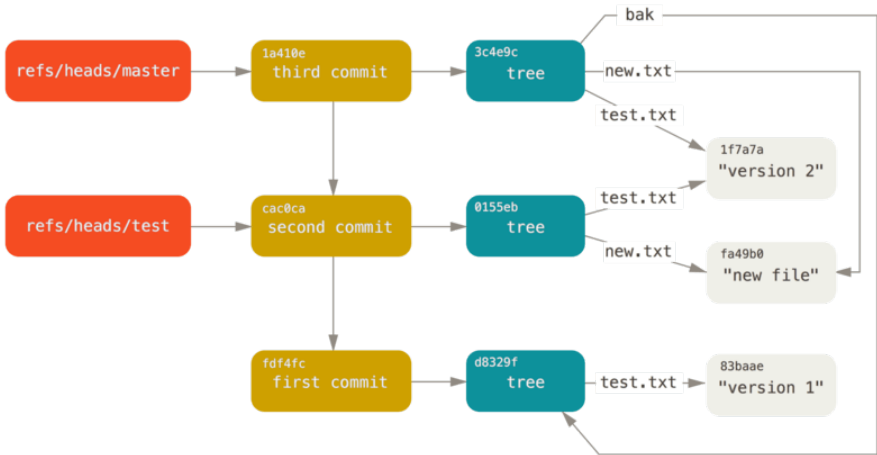 bak
1a410e
3c4e9c
refs/heads/master
third commit
tree
new.txt
test.txt
1f7a7a
"version 2"
cac0ca
0155eb
test.txt
refs/heads/test
second commit
tree
new.txt
fa49b0
"new file"
fdf4fc
d8329f
83baae
first commit
tree
test.txt
"version 1"